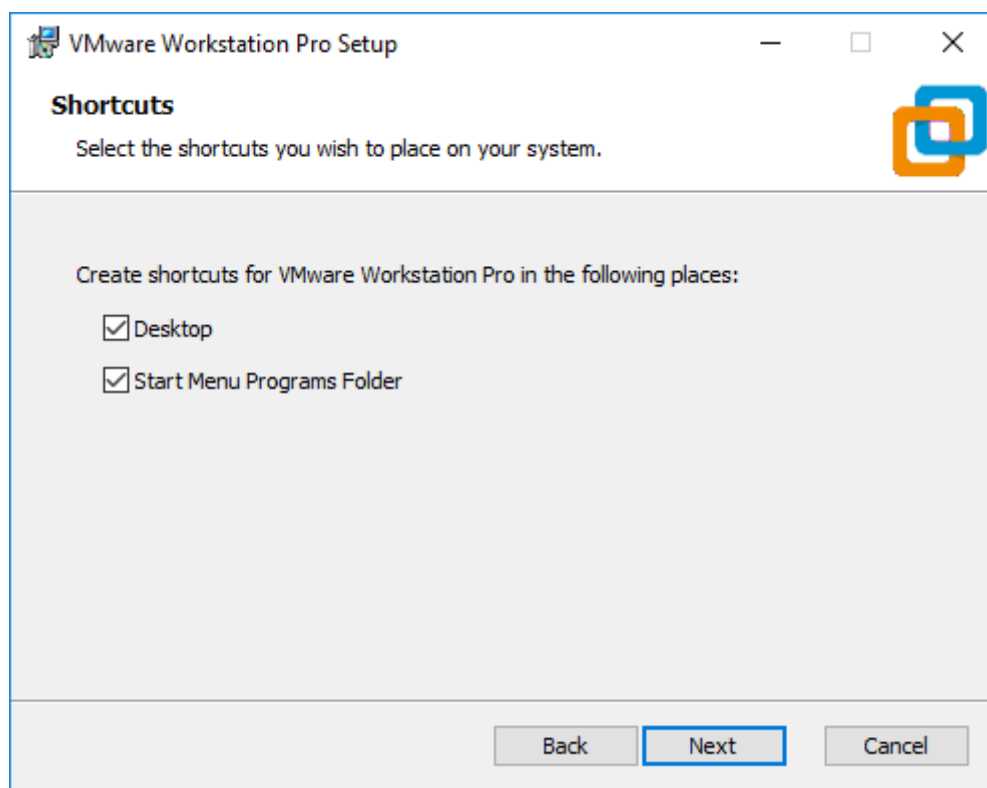 VMware Workstation Pro Setup
Shortcuts
Select the shortcuts you wish to place on your system.
Create shortcuts for VMware Workstation Pro in the following places:
Desktop
Start Menu Programs Folder
Back Next Cancel